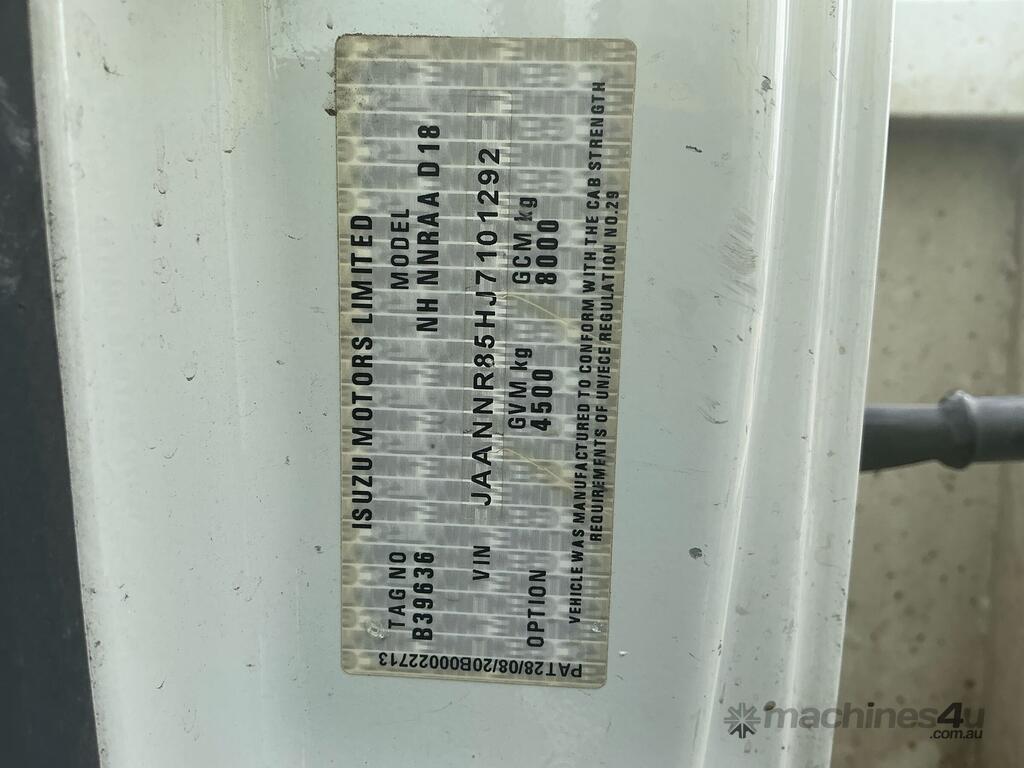 ISUZU MOTORS LIMITED
TAG NO MODEL
B39636 NH NNRAA D18
VIN JAANNR85HJ7101292
GVM kg GCM kg
OPTION 4500 8000
VEHICLE WAS MANUFACTURED TO CONFORM WITH THE CAB STRENGTH
REQUIREMENTS OF UN/ECE REGULATION NO.29
PAT28/08/20B00022713
machines4u
.com.au